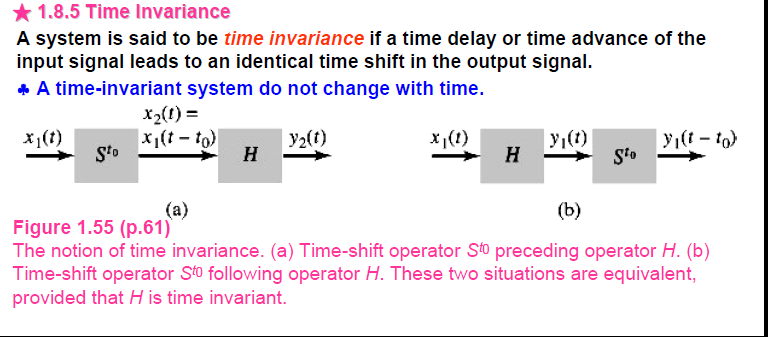 ★ 1.8.5 Time Invariance
A system is said to be time invariance if a time delay or time advance of the
input signal leads to an identical time shift in the output signal.
♣ A time-invariant system do not change with time.
x₂(t) =
x₁(t) Sᵗ⁰ x₁(t − t₀) H y₂(t)
x₁(t) H y₁(t) Sᵗ⁰ y₁(t − t₀)
(a) (b)
Figure 1.55 (p.61)
The notion of time invariance. (a) Time-shift operator Sᵗ⁰ preceding operator H. (b)
Time-shift operator Sᵗ⁰ following operator H. These two situations are equivalent,
provided that H is time invariant.